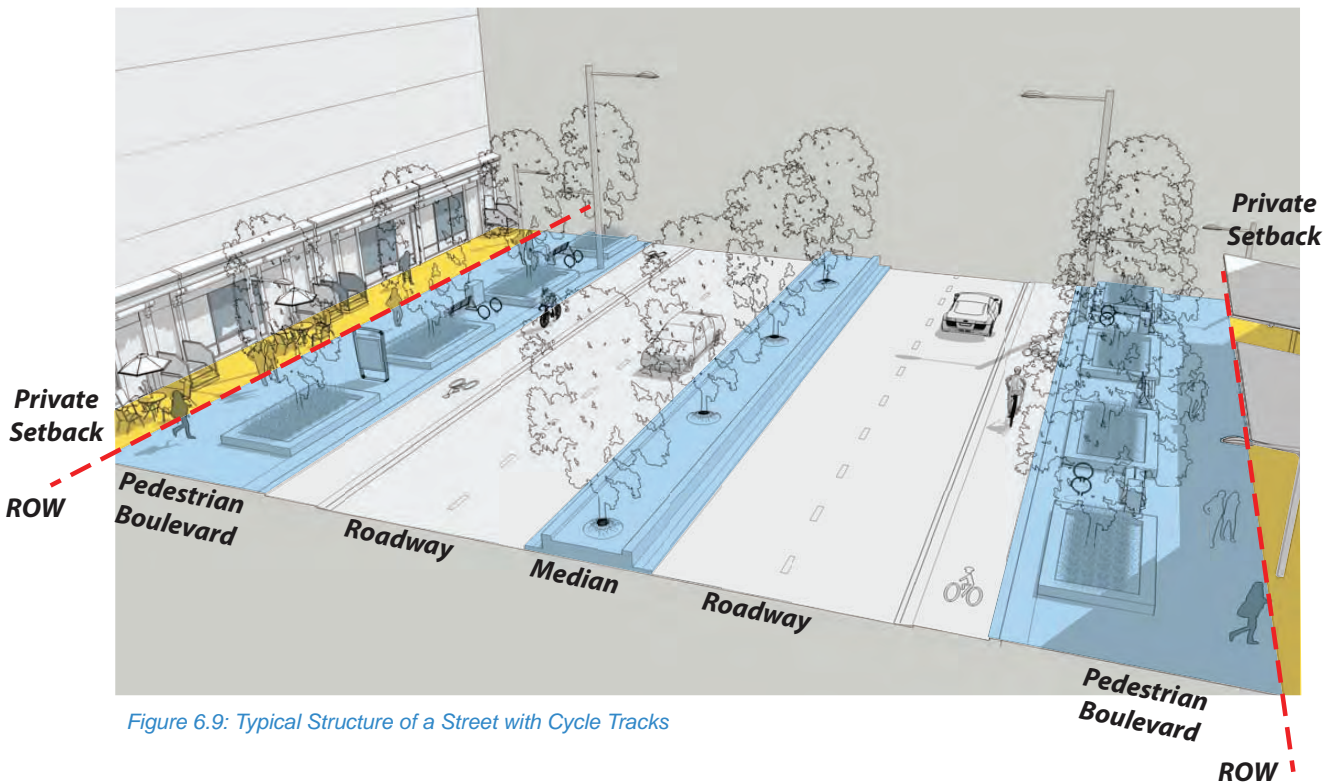 Private
Setback
Private
Setback
ROW
Pedestrian
Boulevard
Roadway
Median
Roadway
Pedestrian
Boulevard
Figure 6.9: Typical Structure of a Street with Cycle Tracks
ROW